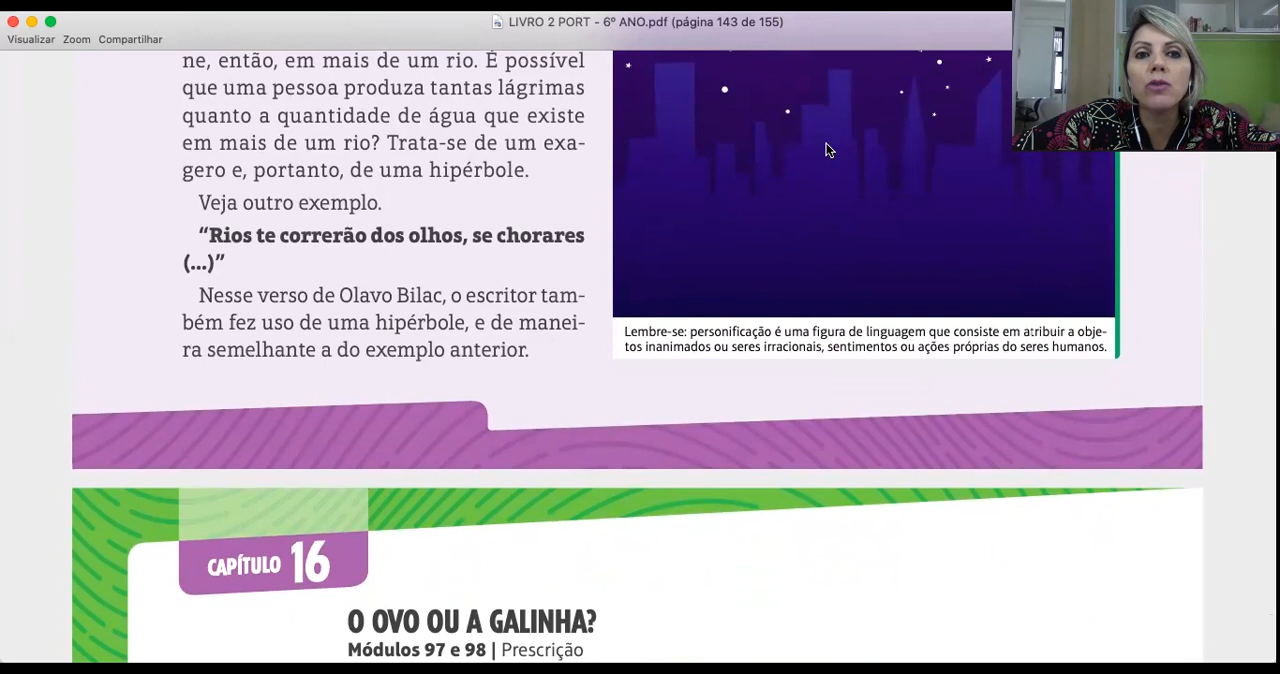 LIVRO 2 PORT - 6º ANO.pdf (página 143 de 155)
Visualizar Zoom Compartilhar
ne, então, em mais de um rio. É possível
que uma pessoa produza tantas lágrimas
quanto a quantidade de água que existe
em mais de um rio? Trata-se de um exa-
gero e, portanto, de uma hipérbole.
Veja outro exemplo.
“Rios te correrão dos olhos, se chorares
(...)”
Nesse verso de Olavo Bilac, o escritor tam-
bém fez uso de uma hipérbole, e de manei-
ra semelhante a do exemplo anterior.
Lembre-se: personificação é uma figura de linguagem que consiste em atribuir a obje-
tos inanimados ou seres irracionais, sentimentos ou ações próprias do seres humanos.
CAPÍTULO 16
O OVO OU A GALINHA?
Módulos 97 e 98 | Prescrição